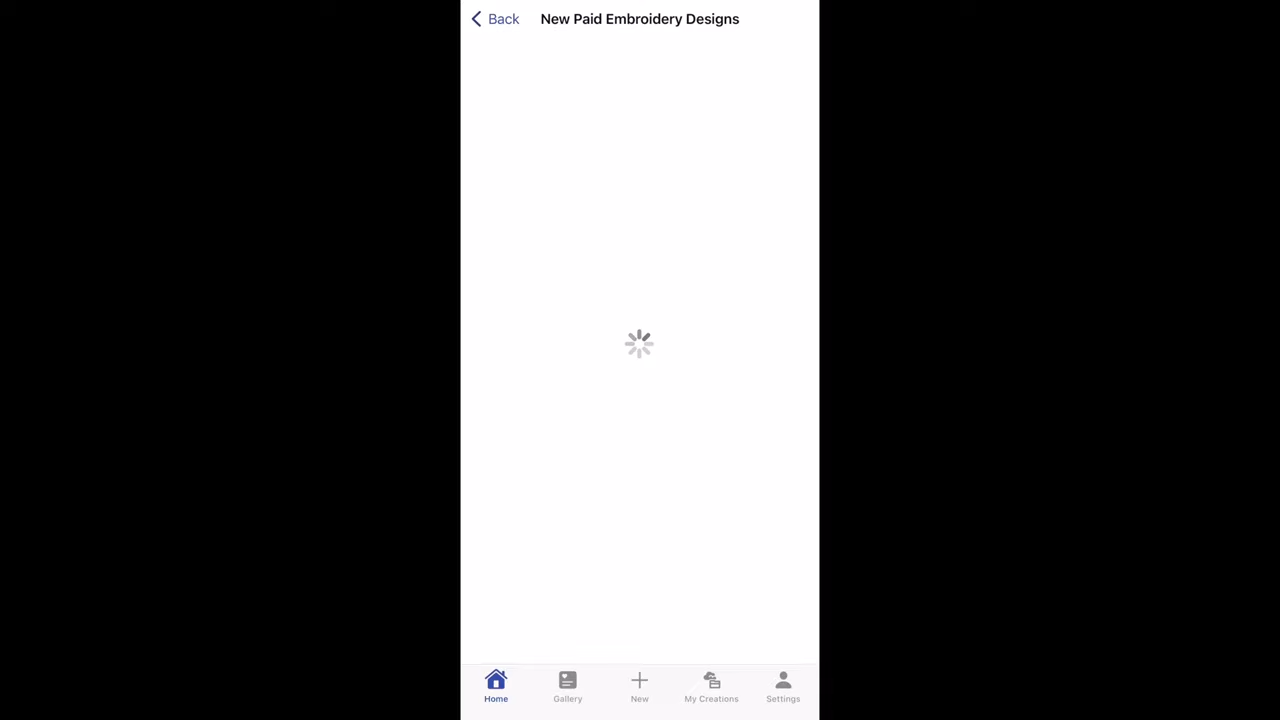 Back
New Paid Embroidery Designs
Home
Gallery
New
My Creations
Settings